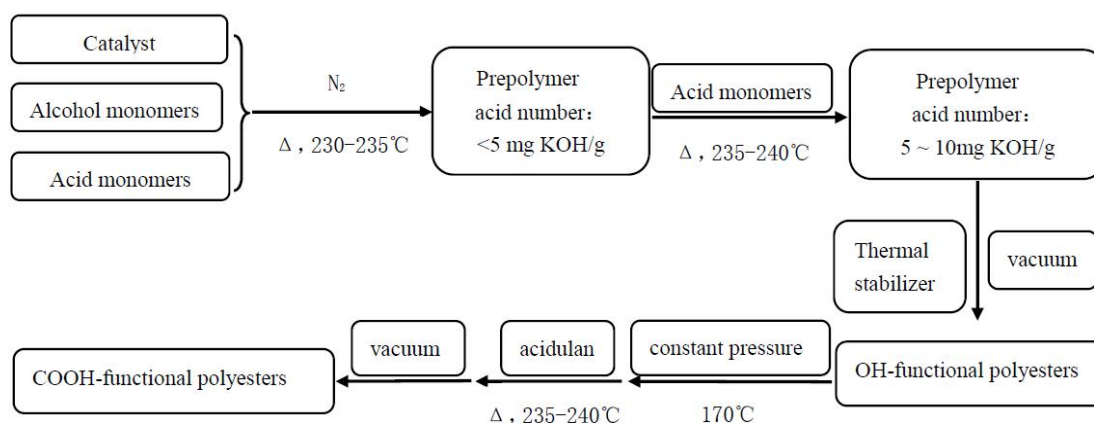 Catalyst
Alcohol monomers
Acid monomers
N₂
Δ，230-235℃
Prepolymer
acid number:
<5 mg KOH/g
Acid monomers
Δ，235-240℃
Prepolymer
acid number:
5 ~ 10mg KOH/g
Thermal
stabilizer
vacuum
OH-functional polyesters
constant pressure
170℃
acidulan
Δ，235-240℃
vacuum
COOH-functional polyesters